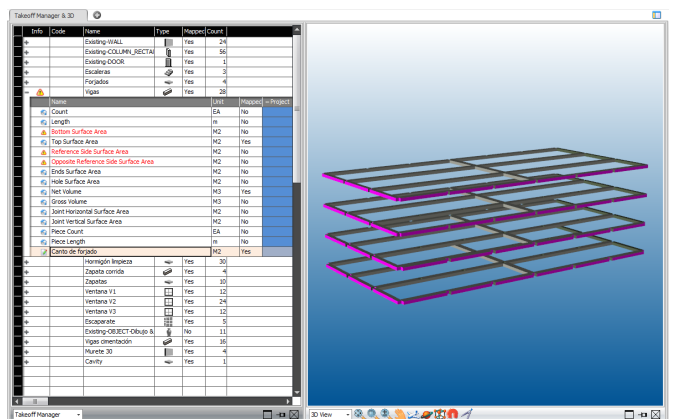 Takeoff Manager & 3D
Info Code Name Type Mapped Count
Existing-WALL Yes 24
Existing-COLUMN_RECTAI Yes 56
Existing-DOOR Yes 1
Escaleras Yes 3
Forjados Yes 4
Vigas Yes 28
Name Unit Mapped Project
Count EA No
Length m No
Bottom Surface Area M2 No
Top Surface Area M2 Yes
Reference Side Surface Area M2 No
Opposite Reference Side Surface Area M2 No
Ends Surface Area M2 No
Hole Surface Area M2 No
Net Volume M3 Yes
Gross Volume M3 No
Joint Horizontal Surface Area M2 No
Joint Vertical Surface Area M2 No
Piece Count EA No
Piece Length m No
Canto de forjado M2 Yes
Hormigón limpieza Yes 30
Zapata corrida Yes 4
Zapatas Yes 10
Ventana V1 Yes 12
Ventana V2 Yes 24
Ventana V3 Yes 12
Escaparate Yes 5
Existing-OBJECT-Dibujo & No 11
Vigas cimentación Yes 16
Murete 30 Yes 4
Cavity Yes 1
Takeoff Manager
3D View